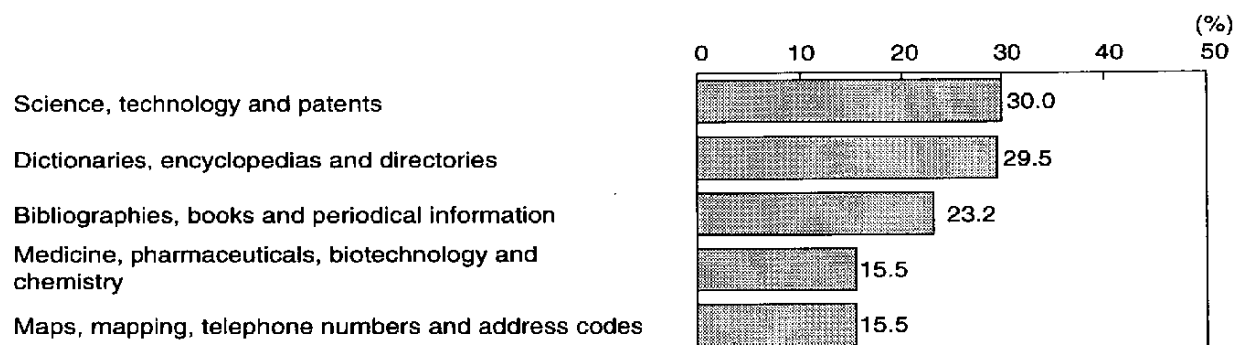 (%)
0 10 20 30 40 50
Science, technology and patents 30.0
Dictionaries, encyclopedias and directories 29.5
Bibliographies, books and periodical information 23.2
Medicine, pharmaceuticals, biotechnology and
chemistry 15.5
Maps, mapping, telephone numbers and address codes 15.5